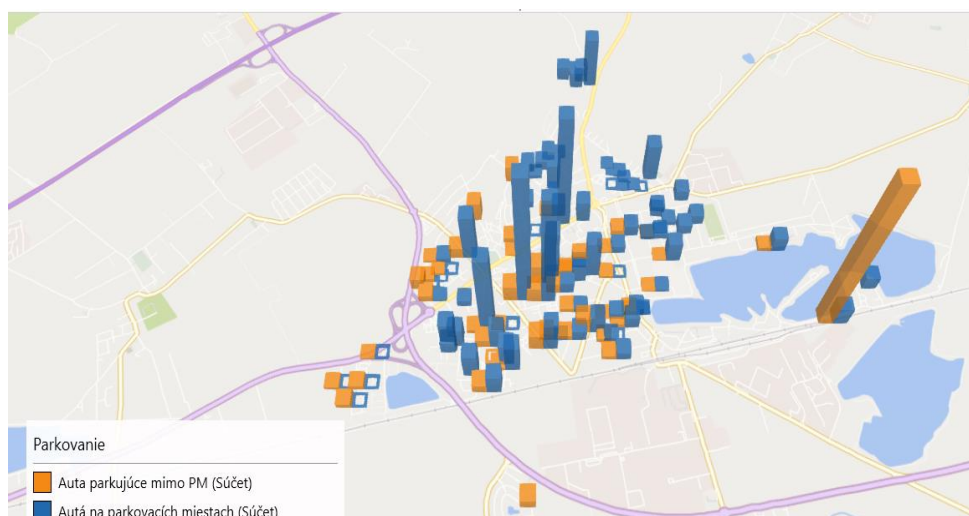 Parkovanie
Auta parkujúce mimo PM (Súčet)
Autá na parkovacích miestach (Súčet)